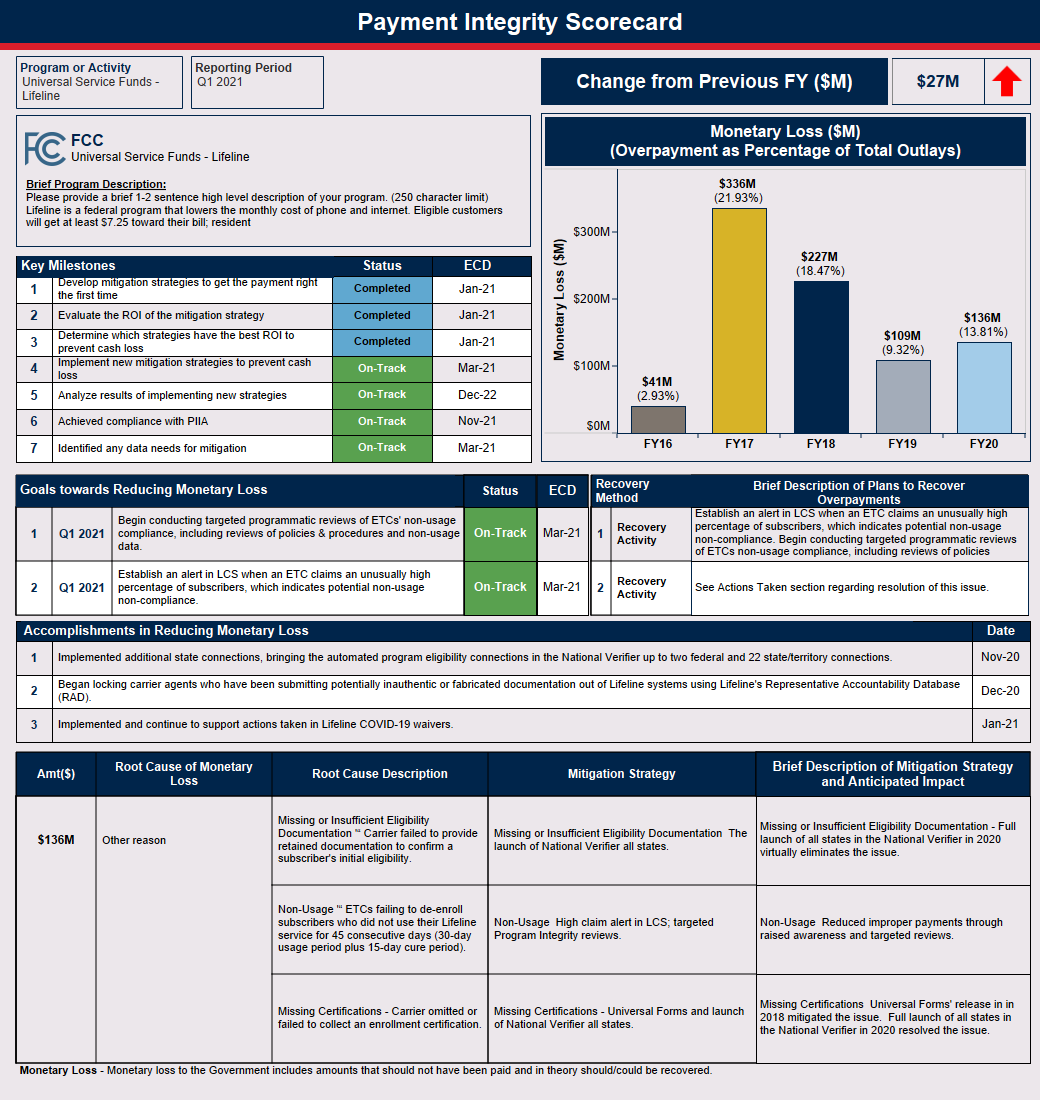 Payment Integrity Scorecard
Program or Activity
Universal Service Funds -
Lifeline
Reporting Period
Q1 2021
Change from Previous FY ($M)
$27M
FCC
FCC
Universal Service Funds - Lifeline
Brief Program Description:
Please provide a brief 1-2 sentence high level description of your program. (250 character limit)
Lifeline is a federal program that lowers the monthly cost of phone and internet. Eligible customers
will get at least $7.25 toward their bill; resident
Key Milestones Status ECD
1 Develop mitigation strategies to get the payment right
the first time Completed Jan-21
2 Evaluate the ROI of the mitigation strategy Completed Jan-21
3 Determine which strategies have the best ROI to
prevent cash loss Completed Jan-21
4 Implement new mitigation strategies to prevent cash
loss On-Track Mar-21
5 Analyze results of implementing new strategies On-Track Dec-22
6 Achieved compliance with PIIA On-Track Nov-21
7 Identified any data needs for mitigation On-Track Mar-21
Monetary Loss ($M)
(Overpayment as Percentage of Total Outlays)
Monetary Loss ($M)
$300M
$200M
$100M
$0M
$41M
(2.93%)
$336M
(21.93%)
$227M
(18.47%)
$109M
(9.32%)
$136M
(13.81%)
FY16 FY17 FY18 FY19 FY20
Goals towards Reducing Monetary Loss Status ECD
1 Q1 2021 Begin conducting targeted programmatic reviews of ETCs' non-usage
compliance, including reviews of policies & procedures and non-usage
data. On-Track Mar-21
2 Q1 2021 Establish an alert in LCS when an ETC claims an unusually high
percentage of subscribers, which indicates potential non-usage
non-compliance. On-Track Mar-21
Recovery
Method
Brief Description of Plans to Recover
Overpayments
1 Recovery
Activity
Establish an alert in LCS when an ETC claims an unusually high
percentage of subscribers, which indicates potential non-usage
non-compliance. Begin conducting targeted programmatic reviews
of ETCs non-usage compliance, including reviews of policies
2 Recovery
Activity
See Actions Taken section regarding resolution of this issue.
Accomplishments in Reducing Monetary Loss Date
1 Implemented additional state connections, bringing the automated program eligibility connections in the National Verifier up to two federal and 22 state/territory connections. Nov-20
2 Began locking carrier agents who have been submitting potentially inauthentic or fabricated documentation out of Lifeline systems using Lifeline's Representative Accountability Database
(RAD). Dec-20
3 Implemented and continue to support actions taken in Lifeline COVID-19 waivers. Jan-21
Amt($)
Root Cause of Monetary
Loss
Root Cause Description
Mitigation Strategy
Brief Description of Mitigation Strategy
and Anticipated Impact
$136M
Other reason
Missing or Insufficient Eligibility
Documentation "' Carrier failed to provide
retained documentation to confirm a
subscriber's initial eligibility.
Missing or Insufficient Eligibility Documentation  The
launch of National Verifier all states.
Missing or Insufficient Eligibility Documentation - Full
launch of all states in the National Verifier in 2020
virtually eliminates the issue.
Non-Usage "' ETCs failing to de-enroll
subscribers who did not use their Lifeline
service for 45 consecutive days (30-day
usage period plus 15-day cure period).
Non-Usage  High claim alert in LCS; targeted
Program Integrity reviews.
Non-Usage  Reduced improper payments through
raised awareness and targeted reviews.
Missing Certifications - Carrier omitted or
failed to collect an enrollment certification.
Missing Certifications - Universal Forms and launch
of National Verifier all states.
Missing Certifications  Universal Forms' release in in
2018 mitigated the issue.  Full launch of all states in
the National Verifier in 2020 resolved the issue.
Monetary Loss - Monetary loss to the Government includes amounts that should not have been paid and in theory should/could be recovered.